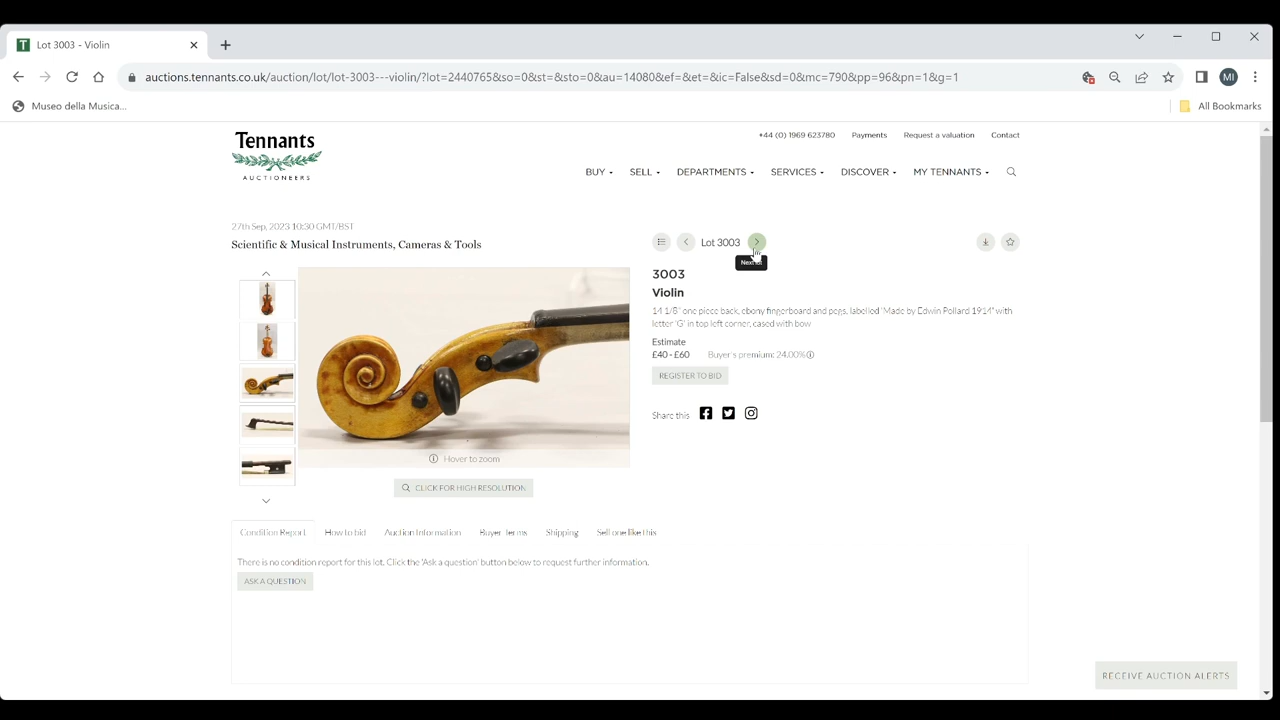 Lot 3003 - Violin
auctions.tennants.co.uk/auction/lot/lot-3003---violin/?lot=2440765&so=0&st=&sto=0&au=14080&ef=&et=&ic=False&sd=0&mc=790&pp=96&pn=1&g=1
MI
Museo della Musica...
All Bookmarks
Tennants
AUCTIONEERS
+44 (0) 1969 623780 Payments Request a valuation Contact
BUY SELL DEPARTMENTS SERVICES DISCOVER MY TENNANTS
27th Sep, 2023 10:30 GMT/BST
Scientific & Musical Instruments, Cameras & Tools
Lot 3003
Next lot
3003
Violin
14 1/8" one piece back, ebony fingerboard and pegs, labelled 'Made by Edwin Pollard 1914" with
letter 'G' in top left corner, cased with bow
Estimate
£40 - £60 Buyer's premium: 24.00%
REGISTER TO BID
Share this
Hover to zoom
CLICK FOR HIGH RESOLUTION
Condition Report How to bid Auction Information Buyer Terms Shipping Sell one like this
There is no condition report for this lot. Click the 'Ask a question' button below to request further information.
ASK A QUESTION
RECEIVE AUCTION ALERTS